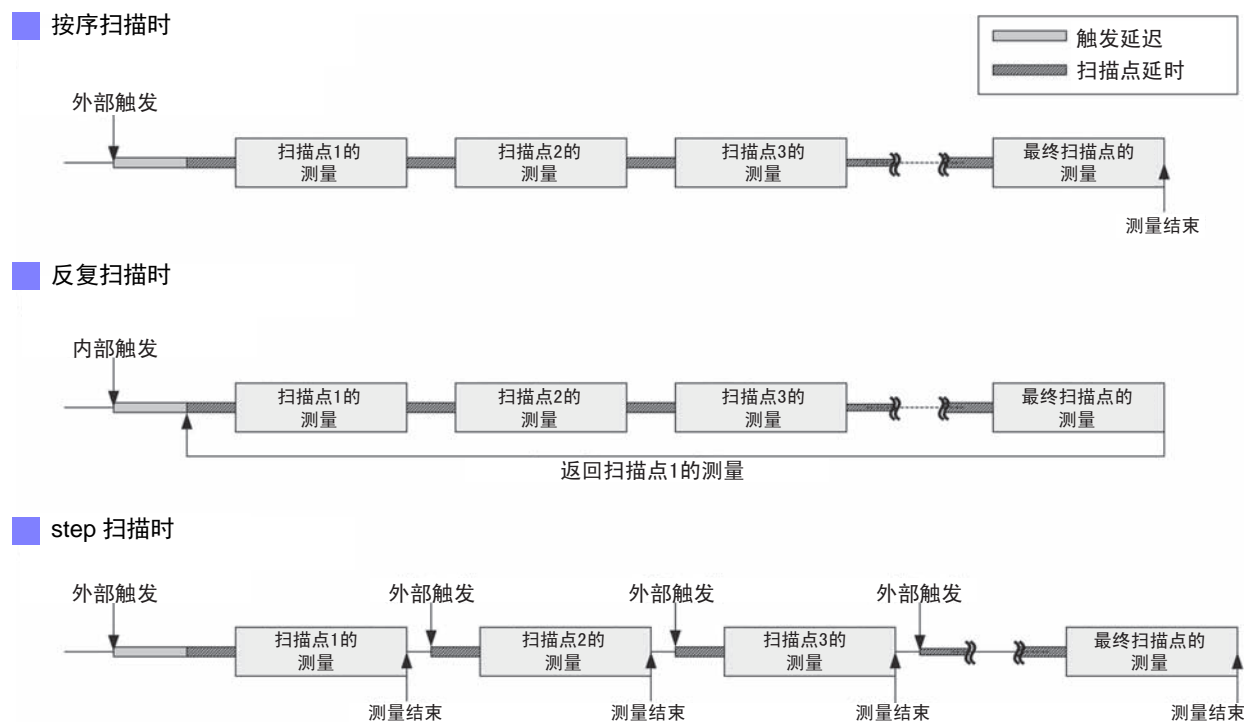 按序扫描时
触发延迟
扫描点延时
外部触发
扫描点1的
测量
扫描点2的
测量
扫描点3的
测量
最终扫描点的
测量
测量结束
反复扫描时
内部触发
扫描点1的
测量
扫描点2的
测量
扫描点3的
测量
最终扫描点的
测量
返回扫描点1的测量
step 扫描时
外部触发
外部触发
外部触发
外部触发
扫描点1的
测量
扫描点2的
测量
扫描点3的
测量
最终扫描点的
测量
测量结束
测量结束
测量结束
测量结束